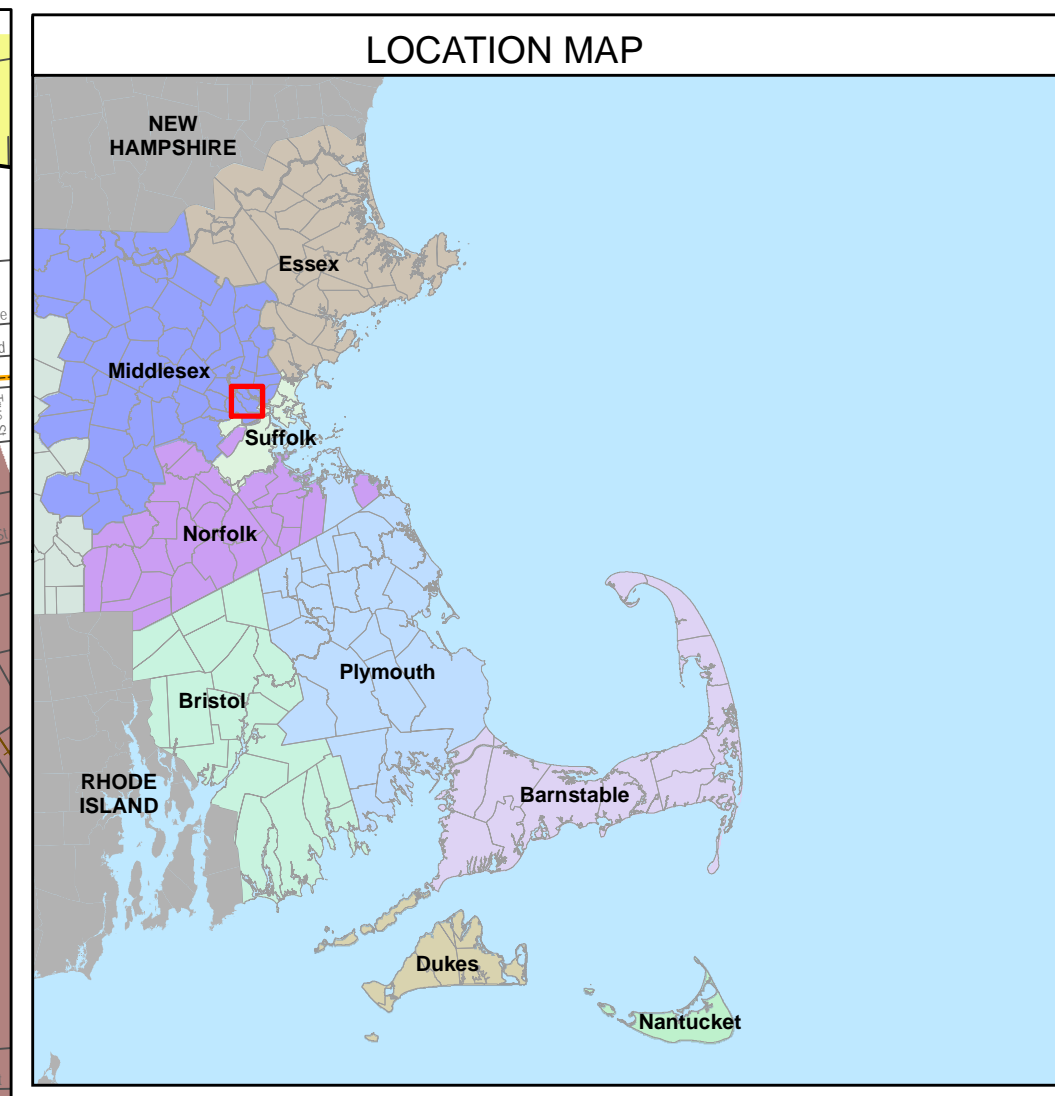 LOCATION MAP
NEW
HAMPSHIRE
Essex
Middlesex
Suffolk
Norfolk
Plymouth
Bristol
RHODE
ISLAND
Barnstable
Dukes
Nantucket